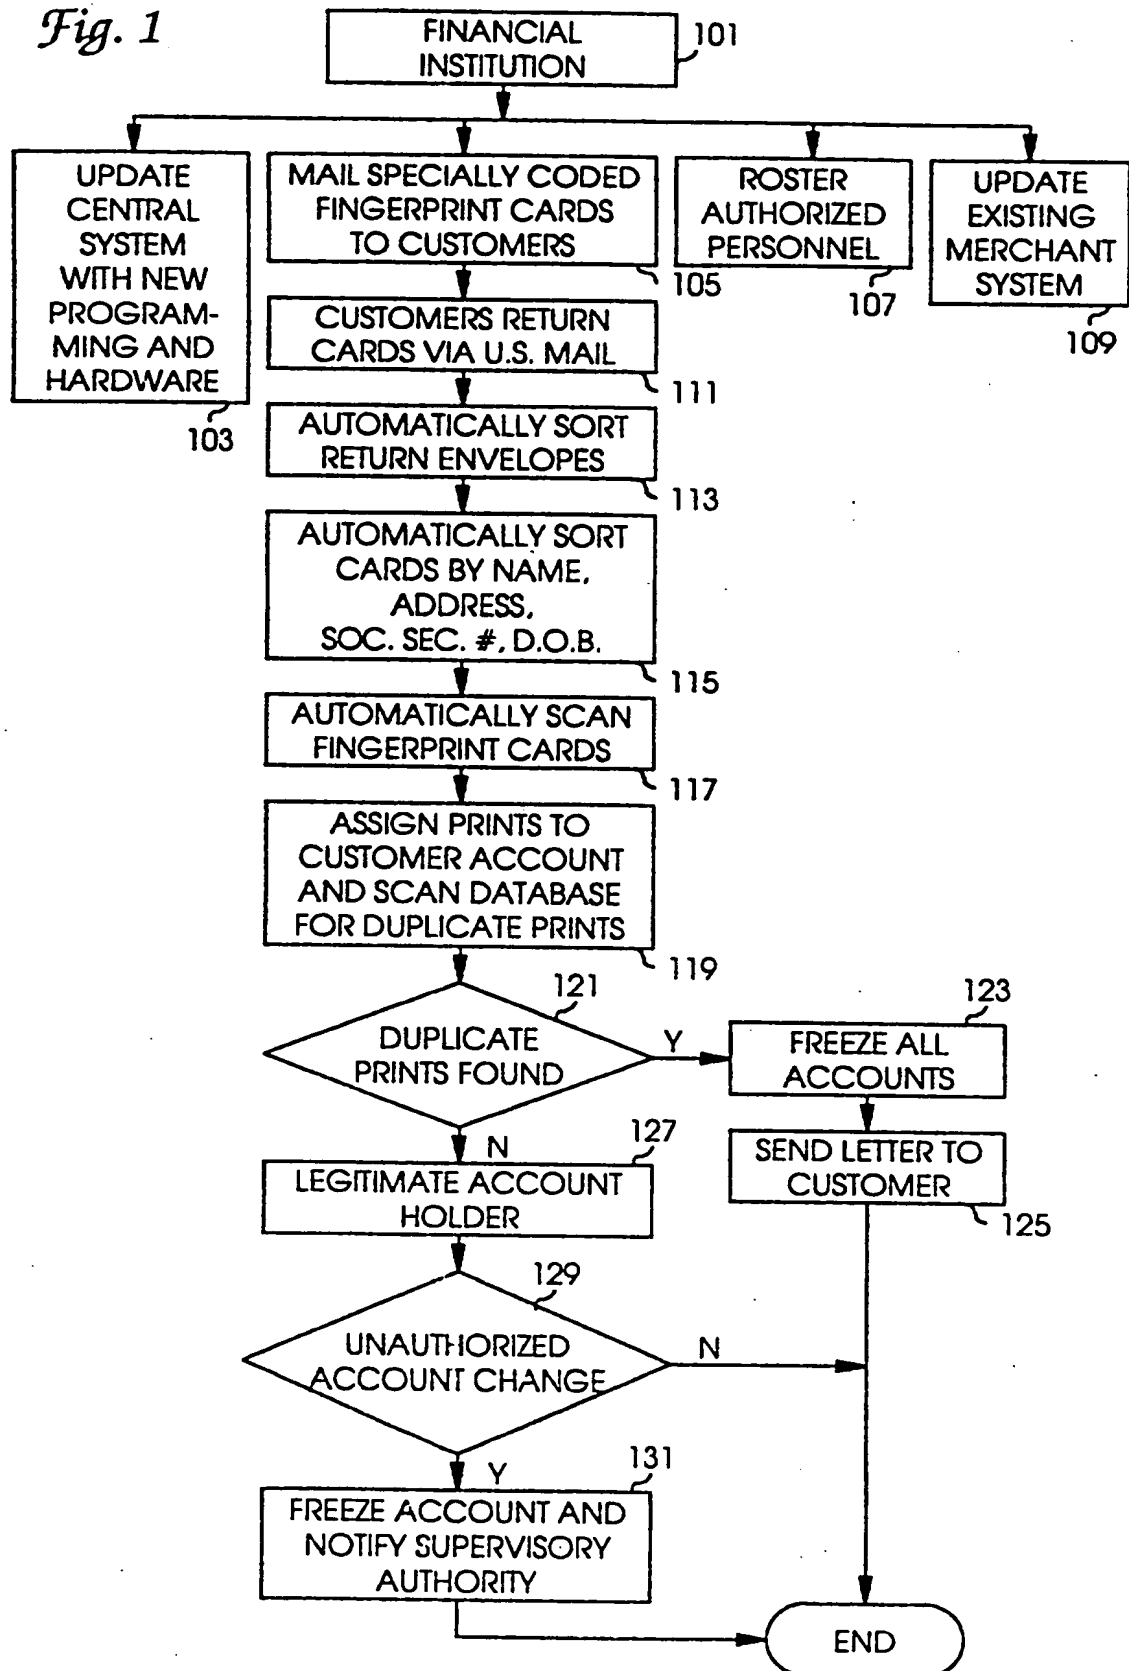 Fig. 1
FINANCIAL
INSTITUTION
101
UPDATE
CENTRAL
SYSTEM
WITH NEW
PROGRAM-
MING AND
HARDWARE
103
MAIL SPECIALLY CODED
FINGERPRINT CARDS
TO CUSTOMERS
105
ROSTER
AUTHORIZED
PERSONNEL
107
UPDATE
EXISTING
MERCHANT
SYSTEM
109
CUSTOMERS RETURN
CARDS VIA U.S. MAIL
111
AUTOMATICALLY SORT
RETURN ENVELOPES
113
AUTOMATICALLY SORT
CARDS BY NAME,
ADDRESS,
SOC. SEC. #, D.O.B.
115
AUTOMATICALLY SCAN
FINGERPRINT CARDS
117
ASSIGN PRINTS TO
CUSTOMER ACCOUNT
AND SCAN DATABASE
FOR DUPLICATE PRINTS
119
121
DUPLICATE
PRINTS FOUND
Y
N
123
FREEZE ALL
ACCOUNTS
SEND LETTER TO
CUSTOMER
125
127
LEGITIMATE ACCOUNT
HOLDER
129
UNAUTHORIZED
ACCOUNT CHANGE
N
Y
131
FREEZE ACCOUNT AND
NOTIFY SUPERVISORY
AUTHORITY
END